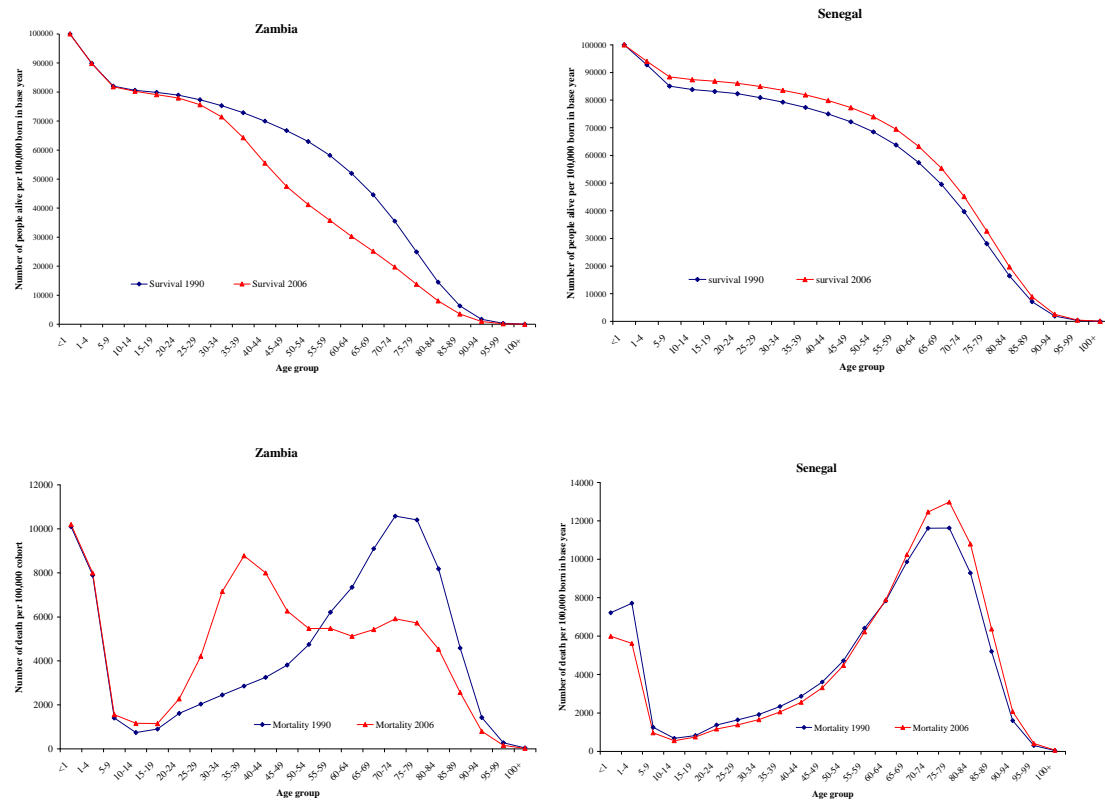 Zambia
Number of people alive per 100,000 born in base year
100000
90000
80000
70000
60000
50000
40000
30000
20000
10000
0
Survival 1990
Survival 2006
<1 1-4 5-9 10-14 15-19 20-24 25-29 30-34 35-39 40-44 45-49 50-54 55-59 60-64 65-69 70-74 75-79 80-84 85-89 90-94 95-99 100+
Age group
Senegal
Number of people alive per 100,000 born in base year
100000
90000
80000
70000
60000
50000
40000
30000
20000
10000
0
survival 1990
survival 2006
<1 1-4 5-9 10-14 15-19 20-24 25-29 30-34 35-39 40-44 45-49 50-54 55-59 60-64 65-69 70-74 75-79 80-84 85-89 90-94 95-99 100+
Age group
Zambia
Number of death per 100,000 cohort
12000
10000
8000
6000
4000
2000
0
Mortality 1990
Mortality 2006
<1 1-4 5-9 10-14 15-19 20-24 25-29 30-34 35-39 40-44 45-49 50-54 55-59 60-64 65-69 70-74 75-79 80-84 85-89 90-94 95-99 100+
Age group
Senegal
Number of death per 100,000 born in base year
14000
12000
10000
8000
6000
4000
2000
0
Mortality 1990
Mortality 2006
<1 1-4 5-9 10-14 15-19 20-24 25-29 30-34 35-39 40-44 45-49 50-54 55-59 60-64 65-69 70-74 75-79 80-84 85-89 90-94 95-99 100+
Age group